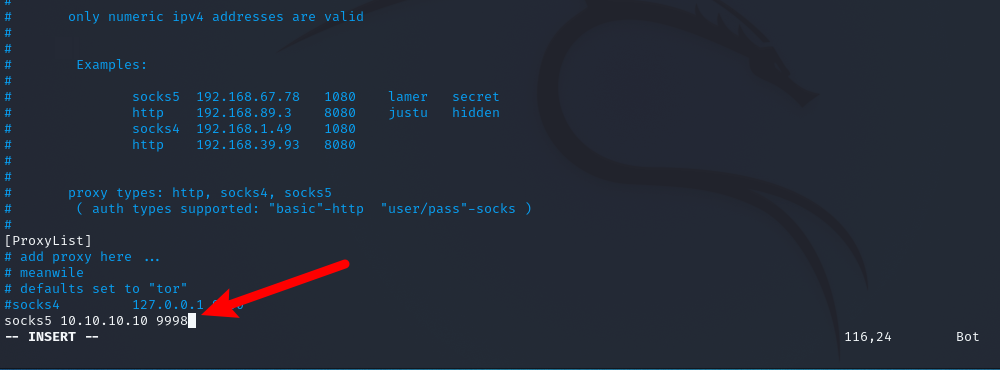 #
# only numeric ipv4 addresses are valid
#
#
# Examples:
#
# socks5 192.168.67.78 1080 lamer secret
# http 192.168.89.3 8080 justu hidden
# socks4 192.168.1.49 1080
# http 192.168.39.93 8080
#
#
# proxy types: http, socks4, socks5
# ( auth types supported: "basic"-http "user/pass"-socks )
#
[ProxyList]
# add proxy here ...
# meanwile
# defaults set to "tor"
#socks4 127.0.0.1
socks5 10.10.10.10 9998
-- INSERT -- 116,24 Bot